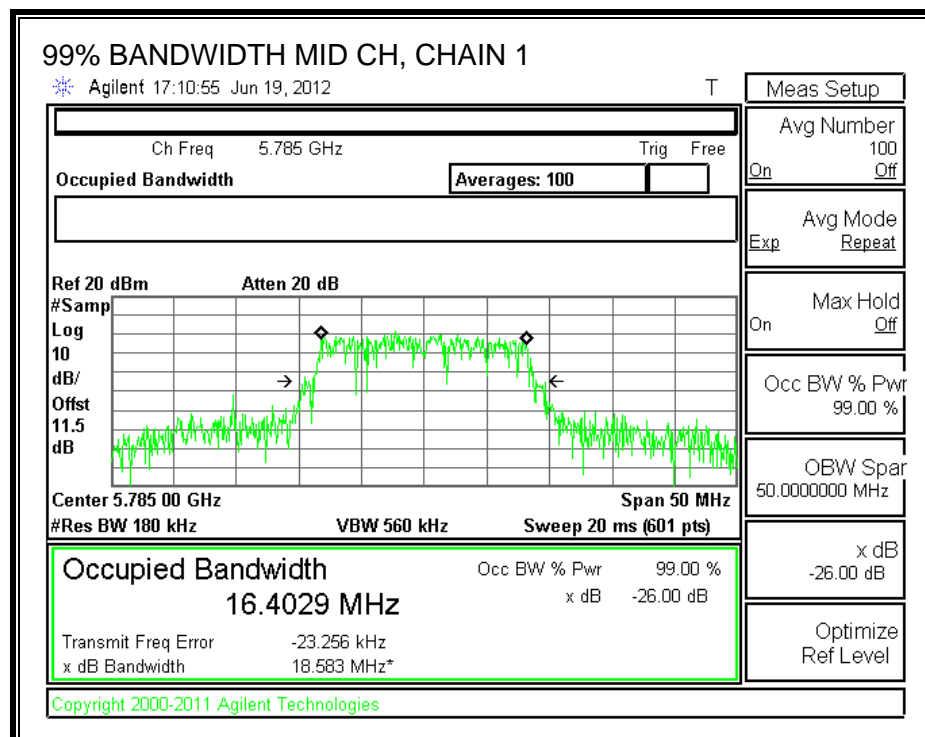 99% BANDWIDTH MID CH, CHAIN 1
Agilent 17:10:55 Jun 19, 2012
T
Ch Freq 5.785 GHz Trig Free
Occupied Bandwidth Averages: 100
Ref 20 dBm Atten 20 dB
#Samp
Log
10
dB/
Offst
11.5
dB
Center 5.785 00 GHz Span 50 MHz
#Res BW 180 kHz VBW 560 kHz Sweep 20 ms (601 pts)
Occupied Bandwidth
16.4029 MHz
Occ BW % Pwr 99.00 %
x dB -26.00 dB
Transmit Freq Error -23.256 kHz
x dB Bandwidth 18.583 MHz*
Copyright 2000-2011 Agilent Technologies
Meas Setup
Avg Number
100
On Off
Avg Mode
Exp Repeat
Max Hold
On Off
Occ BW % Pwr
99.00 %
OBW Span
50.0000000 MHz
x dB
-26.00 dB
Optimize
Ref Level